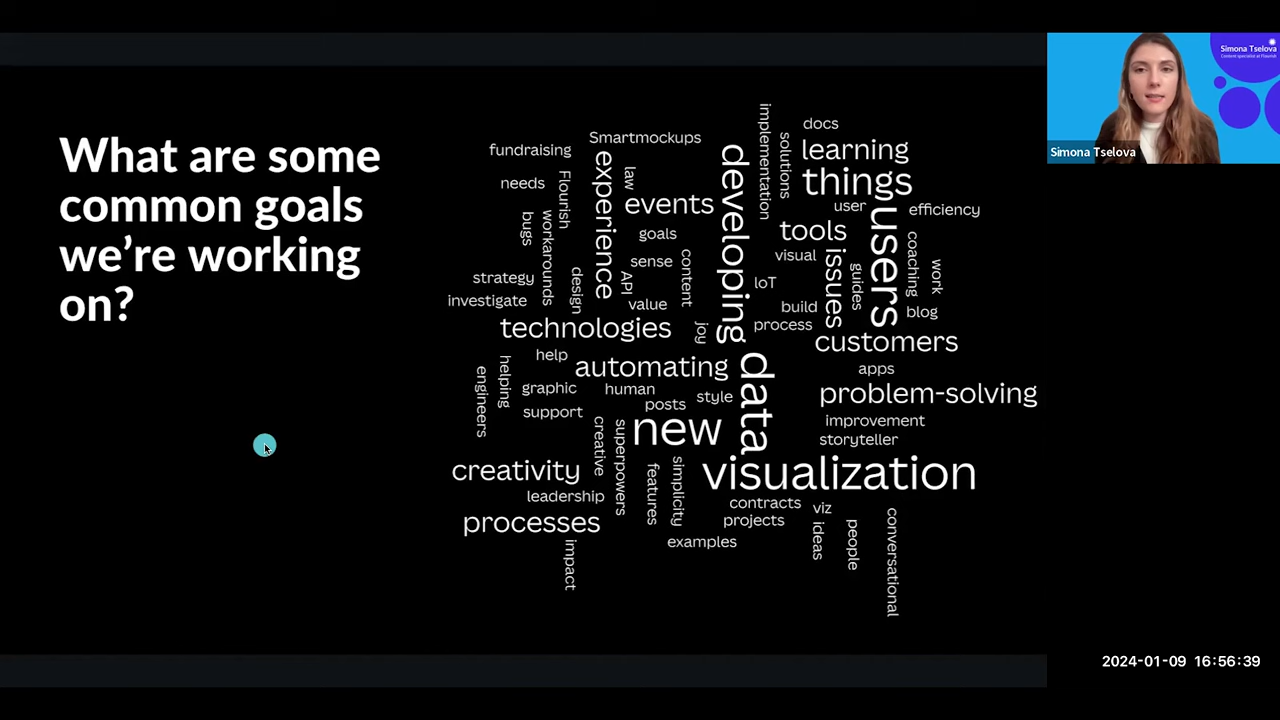 What are some
common goals
we're working
on?
fundraising
Smartmockups
needs
Flourish
bugs
workarounds
experience
law
events
goals
sense
strategy
investigate
design
API
content
value
technologies
joy
developing
implementation
solutions
docs
learning
things
user
efficiency
tools
visual
IoT
build
process
issues
guides
users
coaching
work
blog
customers
help
automating
engineers
helping
graphic
human
style
posts
support
data
apps
problem-solving
improvement
storyteller
creative
superpowers
new
creativity
leadership
features
simplicity
visualization
processes
contracts
projects
viz
examples
impact
ideas
people
conversational
Simona Tselova
Content specialist at Flourish
Simona Tselova
2024-01-09 16:56:39